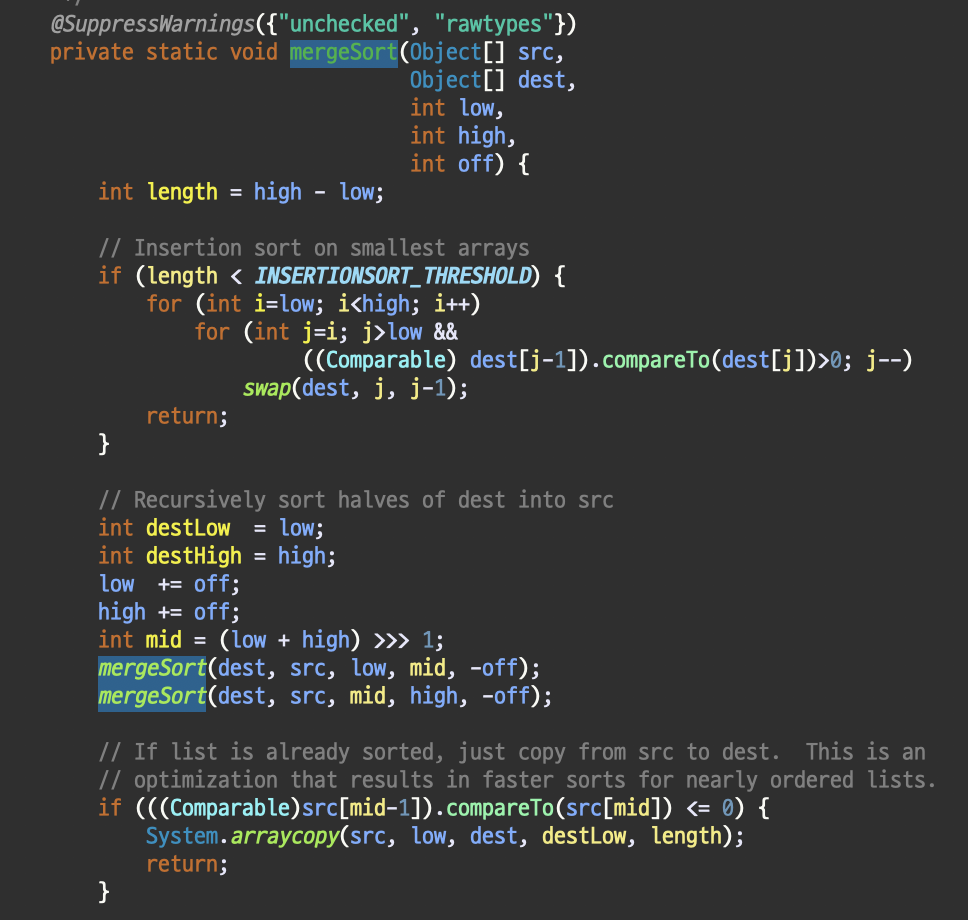 @SuppressWarnings({"unchecked", "rawtypes"})
private static void mergeSort(Object[] src,
                              Object[] dest,
                              int low,
                              int high,
                              int off) {
    int length = high - low;

    // Insertion sort on smallest arrays
    if (length < INSERTIONSORT_THRESHOLD) {
        for (int i=low; i<high; i++)
            for (int j=i; j>low &&
                     ((Comparable) dest[j-1]).compareTo(dest[j])>0; j--)
                swap(dest, j, j-1);
        return;
    }

    // Recursively sort halves of dest into src
    int destLow  = low;
    int destHigh = high;
    low  += off;
    high += off;
    int mid = (low + high) >>> 1;
    mergeSort(dest, src, low, mid, -off);
    mergeSort(dest, src, mid, high, -off);

    // If list is already sorted, just copy from src to dest.  This is an
    // optimization that results in faster sorts for nearly ordered lists.
    if (((Comparable)src[mid-1]).compareTo(src[mid]) <= 0) {
        System.arraycopy(src, low, dest, destLow, length);
        return;
    }